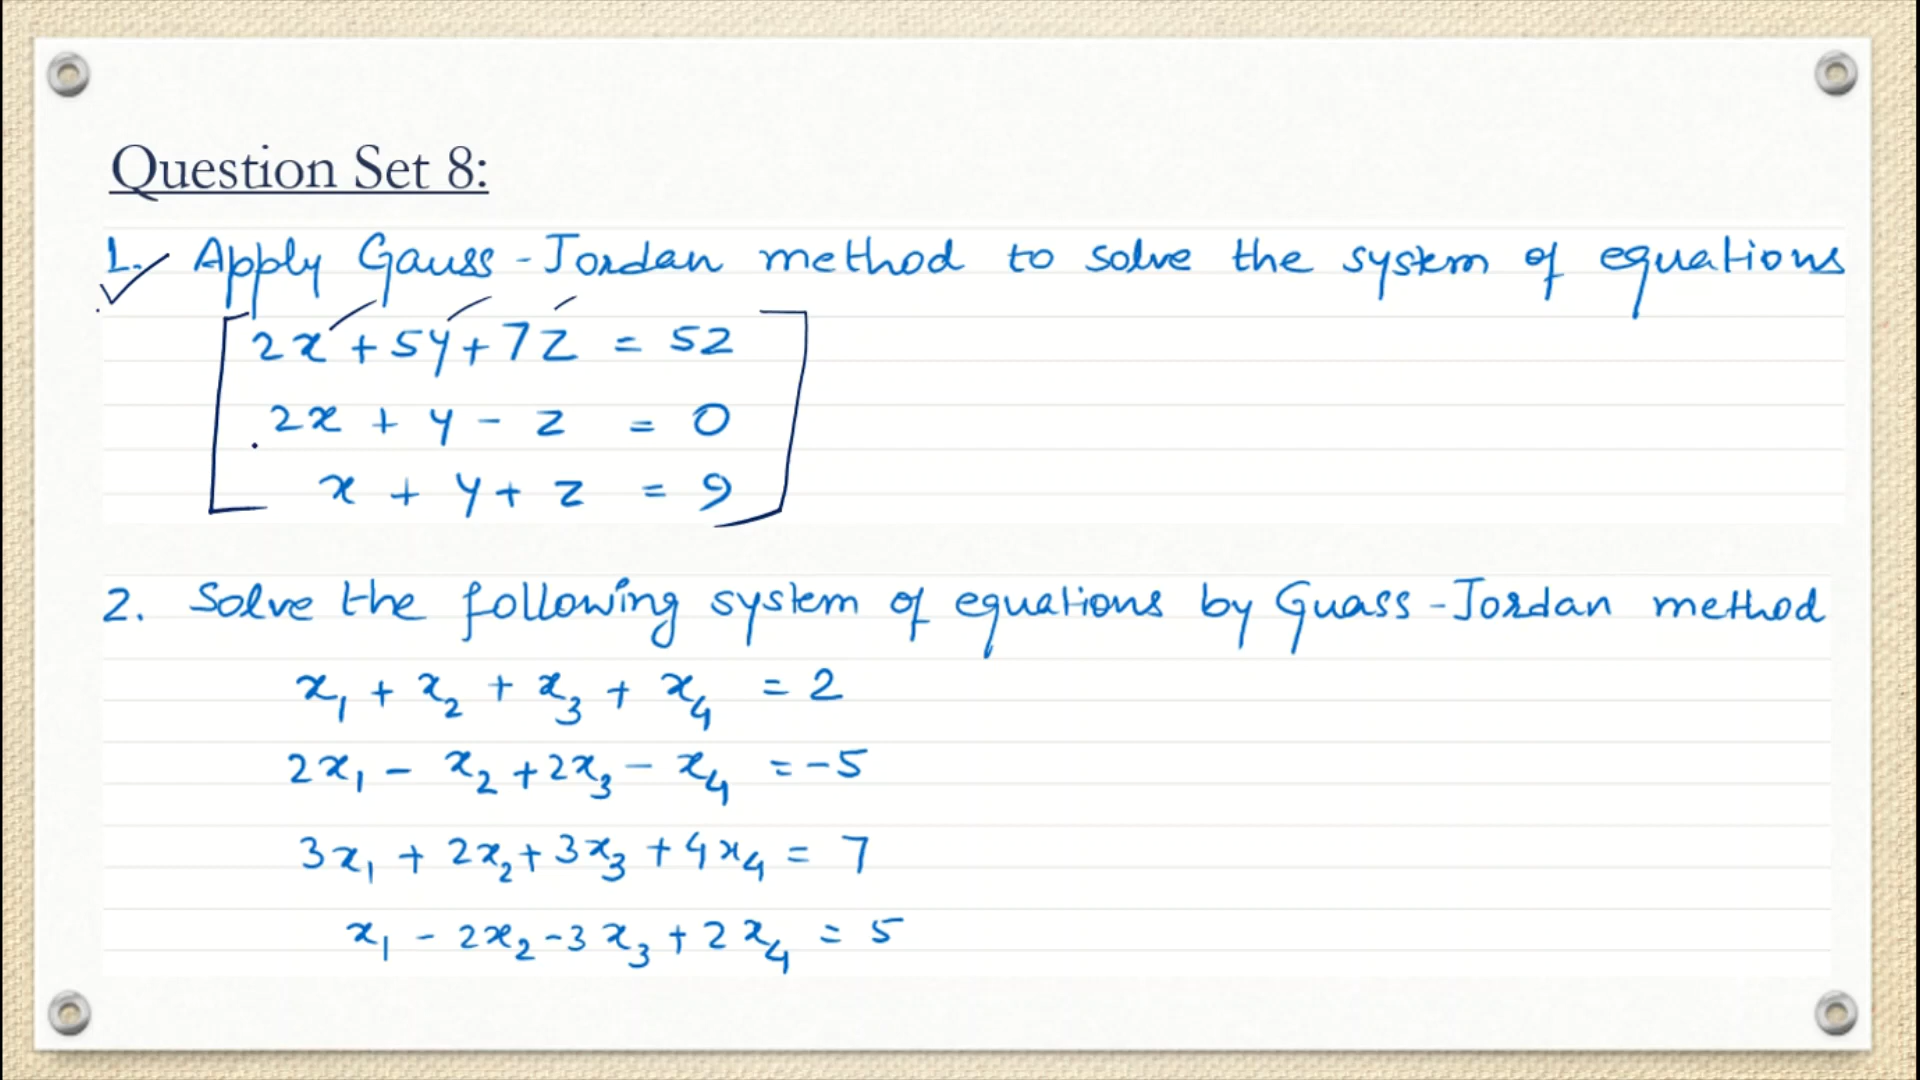 Question Set 8:
1. Apply Gauss-Jordan method to solve the system of equations
2x + 5y + 7z = 52
2x + y - z = 0
x + y + z = 9
2. Solve the following system of equations by Guass-Jordan method
x₁ + x₂ + x₃ + x₄ = 2
2x₁ - x₂ + 2x₃ - x₄ = -5
3x₁ + 2x₂ + 3x₃ + 4x₄ = 7
x₁ - 2x₂ - 3x₃ + 2x₄ = 5